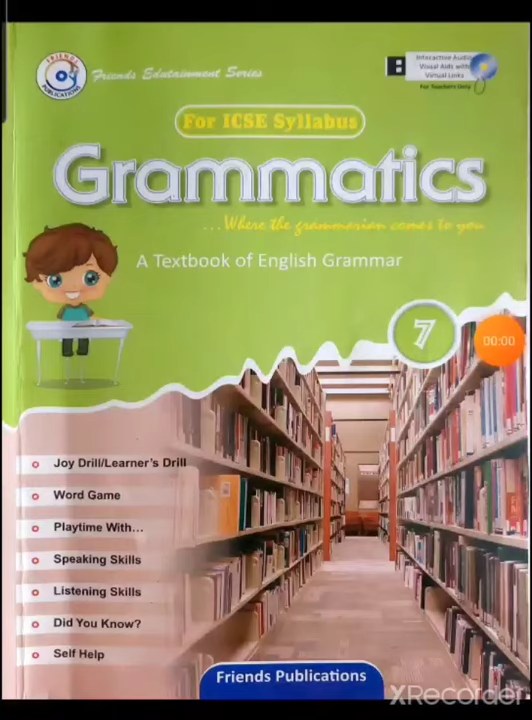 FRIENDS
PUBLICATIONS
Friends Edutainment Series
Interactive Audio
Visual Aids with
Virtual Links
For Teachers Only
For ICSE Syllabus
Grammatics
...Where the grammarian comes to you
A Textbook of English Grammar
7
00:00
Joy Drill/Learner's Drill
Word Game
Playtime With...
Speaking Skills
Listening Skills
Did You Know?
Self Help
Friends Publications
XRecorder